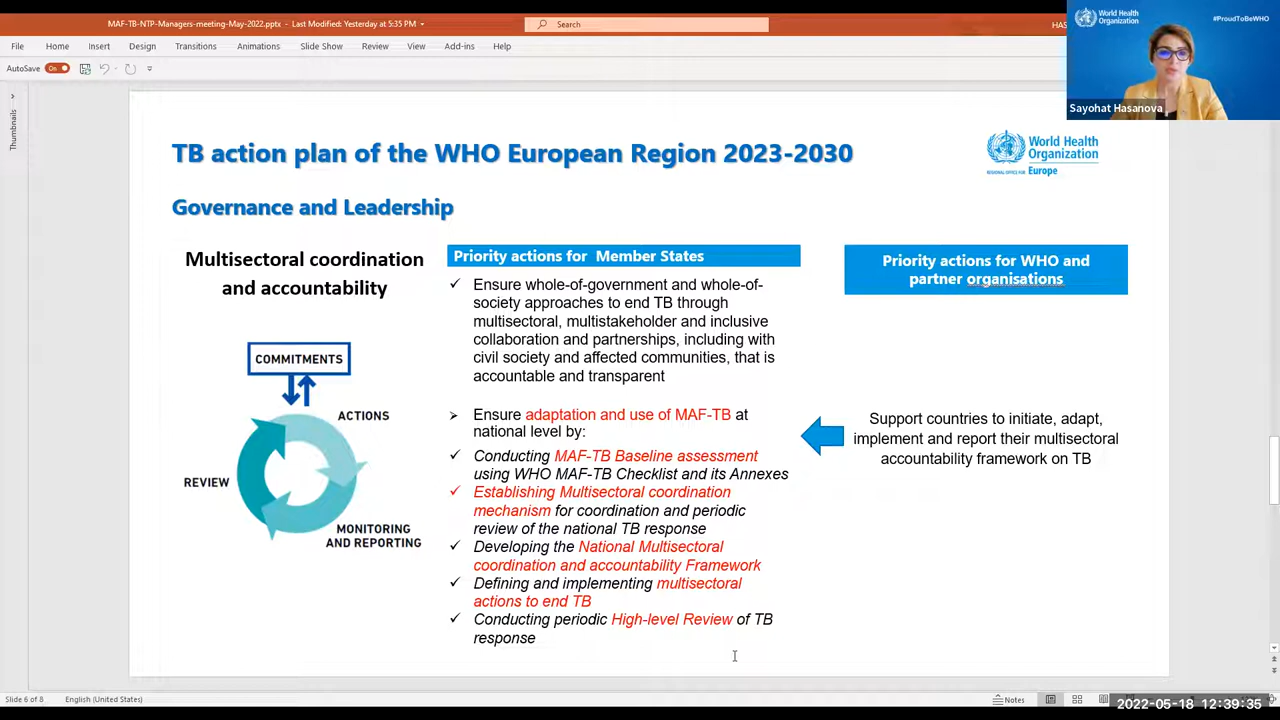 MAF-TB-NTP-Managers-meeting-May-2022.pptx - Last Modified: Yesterday at 5:35 PM
Search
HAS
World Health
Organization
#ProudToBeWHO
Sayohat Hasanova
File Home Insert Design Transitions Animations Slide Show Review View Add-ins Help
AutoSave On
Thumbnails
TB action plan of the WHO European Region 2023-2030
World Health
Organization
REGIONAL OFFICE FOR Europe
Governance and Leadership
Multisectoral coordination
and accountability
COMMITMENTS
ACTIONS
REVIEW
MONITORING
AND REPORTING
Priority actions for Member States
✓ Ensure whole-of-government and whole-of-
society approaches to end TB through
multisectoral, multistakeholder and inclusive
collaboration and partnerships, including with
civil society and affected communities, that is
accountable and transparent
➢ Ensure adaptation and use of MAF-TB at
national level by:
✓ Conducting MAF-TB Baseline assessment
using WHO MAF-TB Checklist and its Annexes
✓ Establishing Multisectoral coordination
mechanism for coordination and periodic
review of the national TB response
✓ Developing the National Multisectoral
coordination and accountability Framework
✓ Defining and implementing multisectoral
actions to end TB
✓ Conducting periodic High-level Review of TB
response
Priority actions for WHO and
partner organisations
Support countries to initiate, adapt,
implement and report their multisectoral
accountability framework on TB
Slide 6 of 8 English (United States)
Notes
2022-05-18 12:39:35